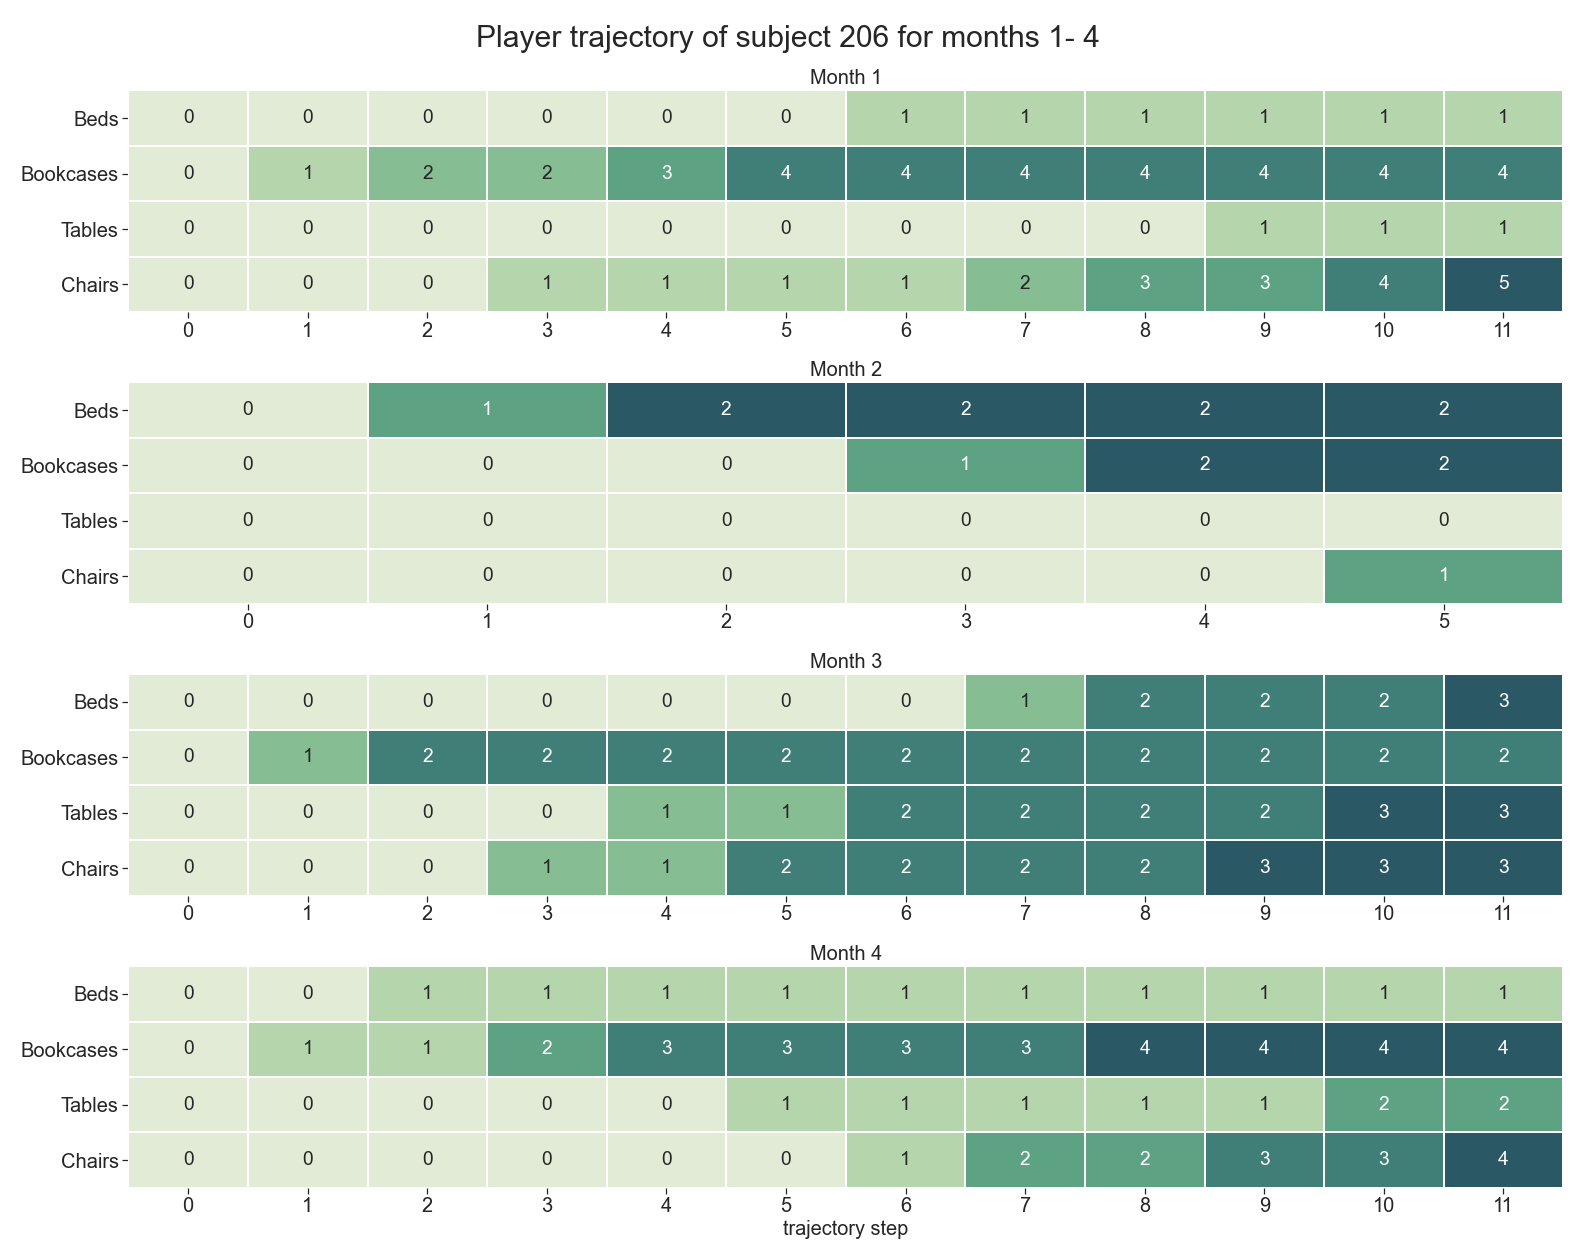 Player trajectory of subject 206 for months 1- 4
Month 1
Beds 0 0 0 0 0 0 1 1 1 1 1 1
Bookcases 0 1 2 2 3 4 4 4 4 4 4 4
Tables 0 0 0 0 0 0 0 0 0 1 1 1
Chairs 0 0 0 1 1 1 1 2 3 3 4 5
0 1 2 3 4 5 6 7 8 9 10 11
Month 2
Beds 0 1 2 2 2 2
Bookcases 0 0 0 1 2 2
Tables 0 0 0 0 0 0
Chairs 0 0 0 0 0 1
0 1 2 3 4 5
Month 3
Beds 0 0 0 0 0 0 0 1 2 2 2 3
Bookcases 0 1 2 2 2 2 2 2 2 2 2 2
Tables 0 0 0 0 1 1 2 2 2 2 3 3
Chairs 0 0 0 1 1 2 2 2 2 3 3 3
0 1 2 3 4 5 6 7 8 9 10 11
Month 4
Beds 0 0 1 1 1 1 1 1 1 1 1 1
Bookcases 0 1 1 2 3 3 3 3 4 4 4 4
Tables 0 0 0 0 0 1 1 1 1 1 2 2
Chairs 0 0 0 0 0 0 1 2 2 3 3 4
0 1 2 3 4 5 6 7 8 9 10 11
trajectory step